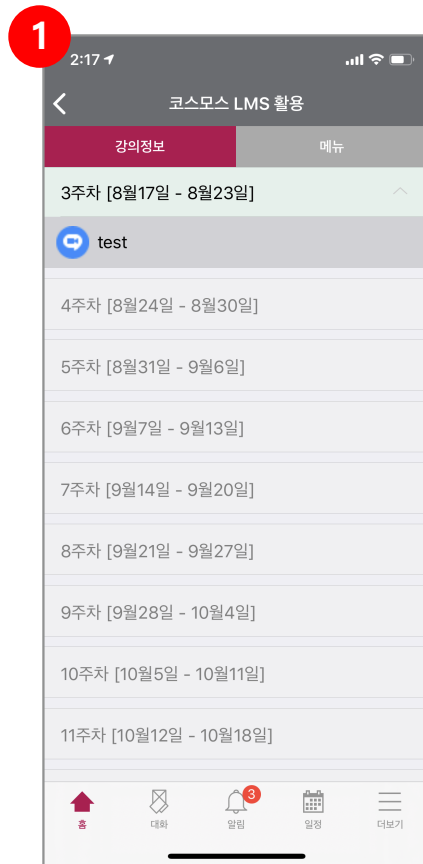 1
2:17
코스모스 LMS 활용
강의정보 메뉴
3주차 [8월17일 - 8월23일]
test
4주차 [8월24일 - 8월30일]
5주차 [8월31일 - 9월6일]
6주차 [9월7일 - 9월13일]
7주차 [9월14일 - 9월20일]
8주차 [9월21일 - 9월27일]
9주차 [9월28일 - 10월4일]
10주차 [10월5일 - 10월11일]
11주차 [10월12일 - 10월18일]
3
홈 대화 알림 일정 더보기